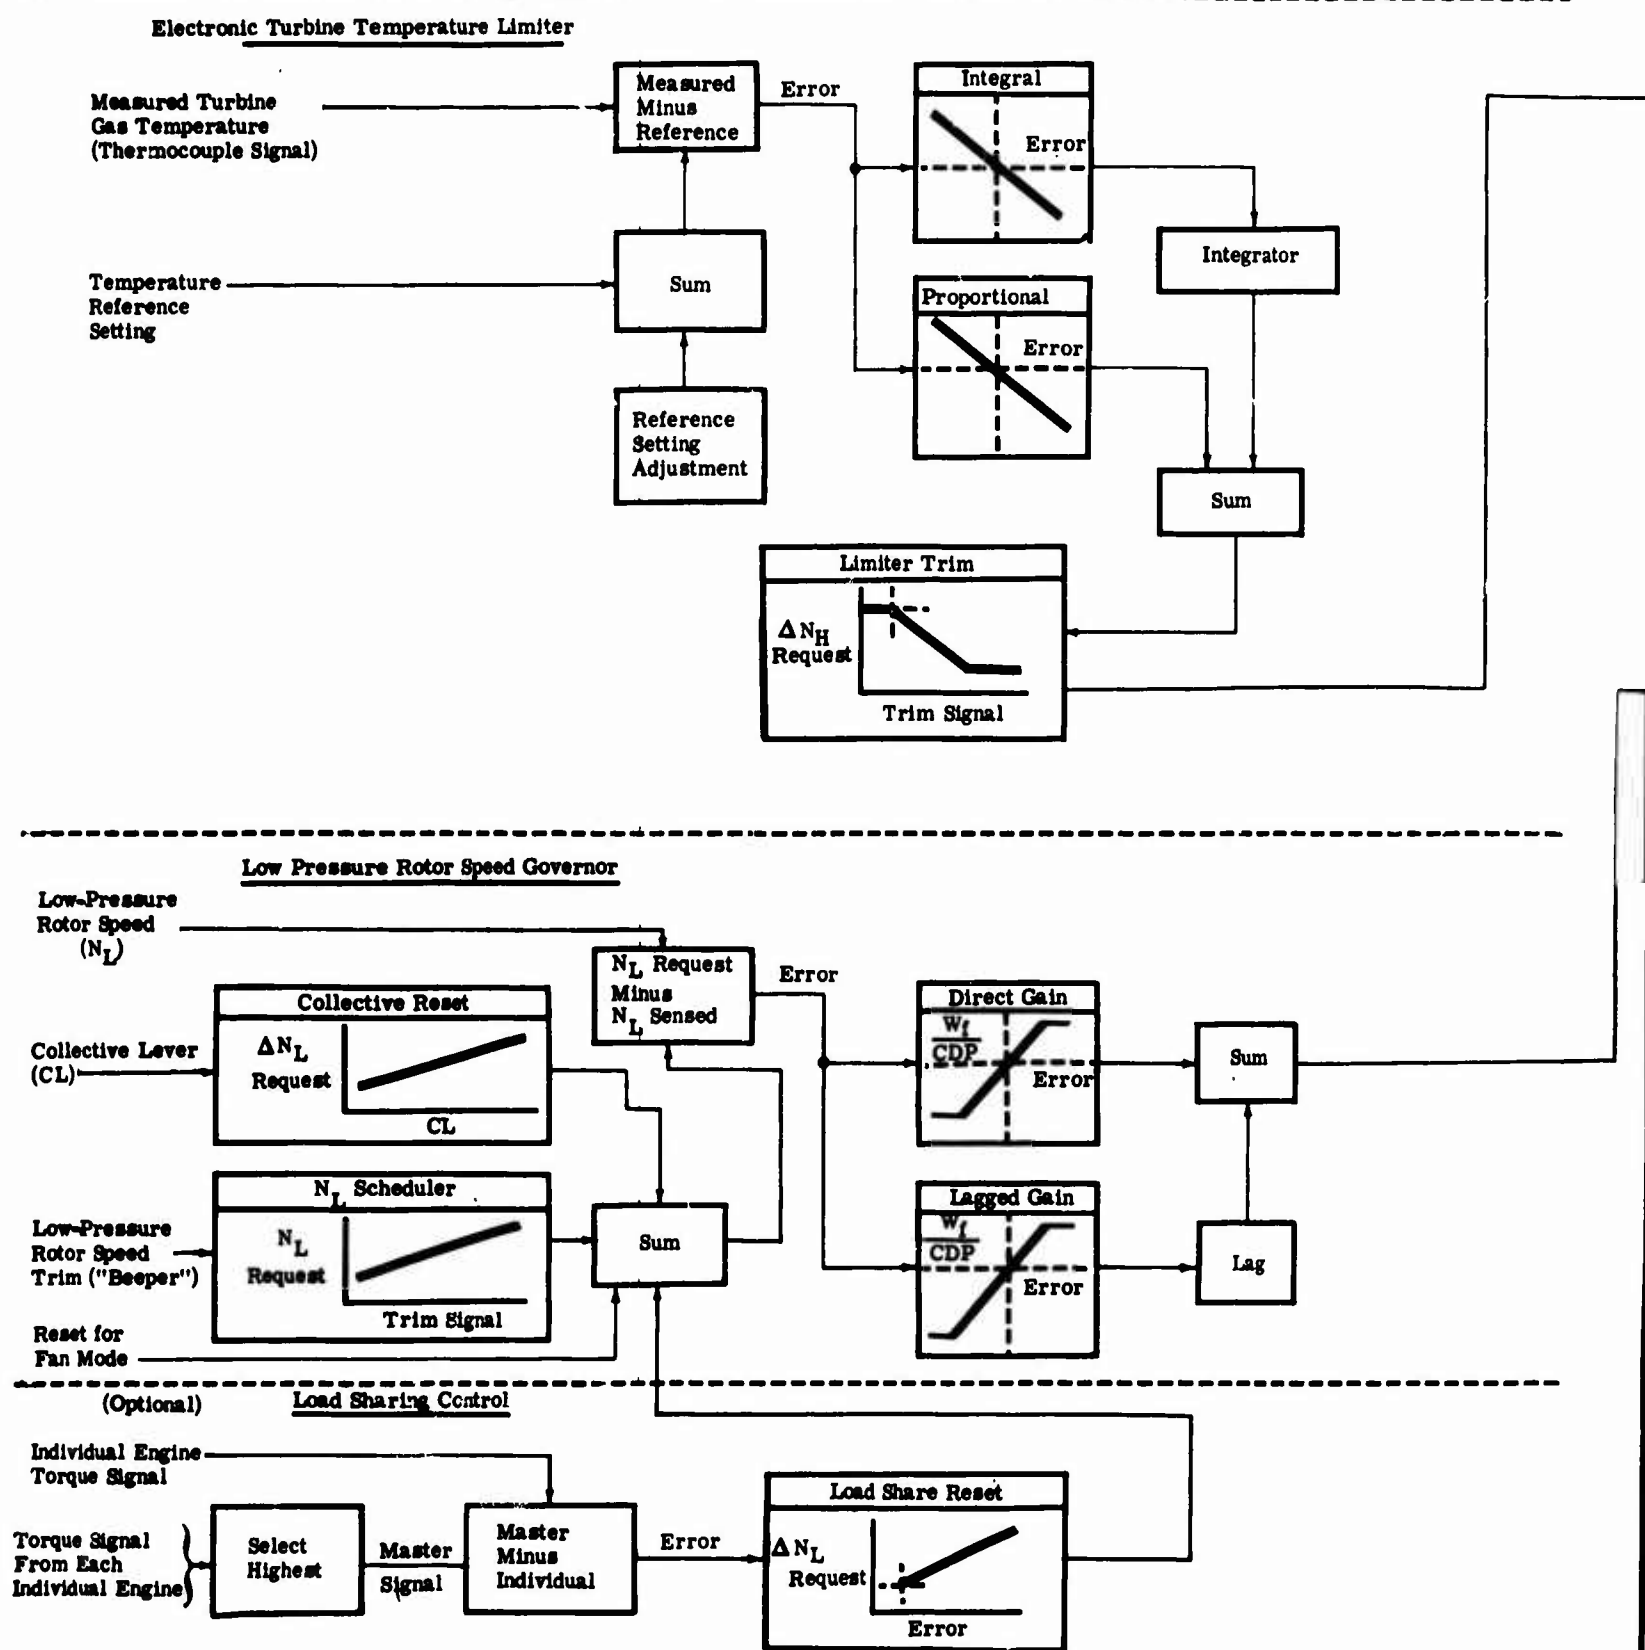 Electronic Turbine Temperature Limiter
Measured Turbine
Gas Temperature
(Thermocouple Signal)
Measured
Minus
Reference
Error
Integral
Error
Integrator
Temperature
Reference
Setting
Sum
Proportional
Error
Reference
Setting
Adjustment
Sum
Limiter Trim
Δ NH
Request
Trim Signal
Low Pressure Rotor Speed Governor
Low-Pressure
Rotor Speed
(NL)
NL Request
Minus
NL Sensed
Error
Collective Reset
ΔNL
Request
CL
Collective Lever
(CL)
Direct Gain
Wf
CDP
Error
Sum
NL Scheduler
NL
Request
Trim Signal
Low-Pressure
Rotor Speed
Trim ("Beeper")
Sum
Lagged Gain
Wf
CDP
Error
Lag
Reset for
Fan Mode
(Optional)
Load Sharing Control
Individual Engine
Torque Signal
Torque Signal
From Each
Individual Engine
Select
Highest
Master
Signal
Master
Minus
Individual
Error
Load Share Reset
Δ NL
Request
Error